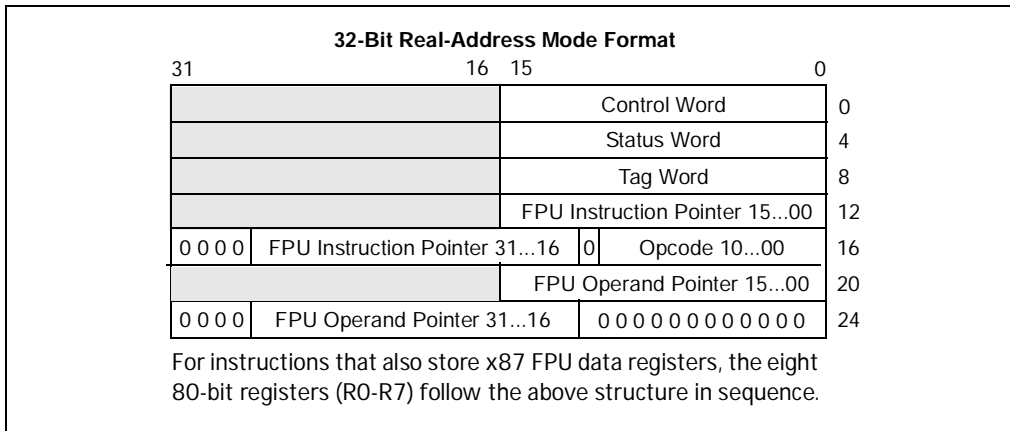 32-Bit Real-Address Mode Format
31 16 15 0
Control Word 0
Status Word 4
Tag Word 8
FPU Instruction Pointer 15...00 12
0 0 0 0 FPU Instruction Pointer 31...16 0 Opcode 10...00 16
FPU Operand Pointer 15...00 20
0 0 0 0 FPU Operand Pointer 31...16 0 0 0 0 0 0 0 0 0 0 0 0 24
For instructions that also store x87 FPU data registers, the eight
80-bit registers (R0-R7) follow the above structure in sequence.